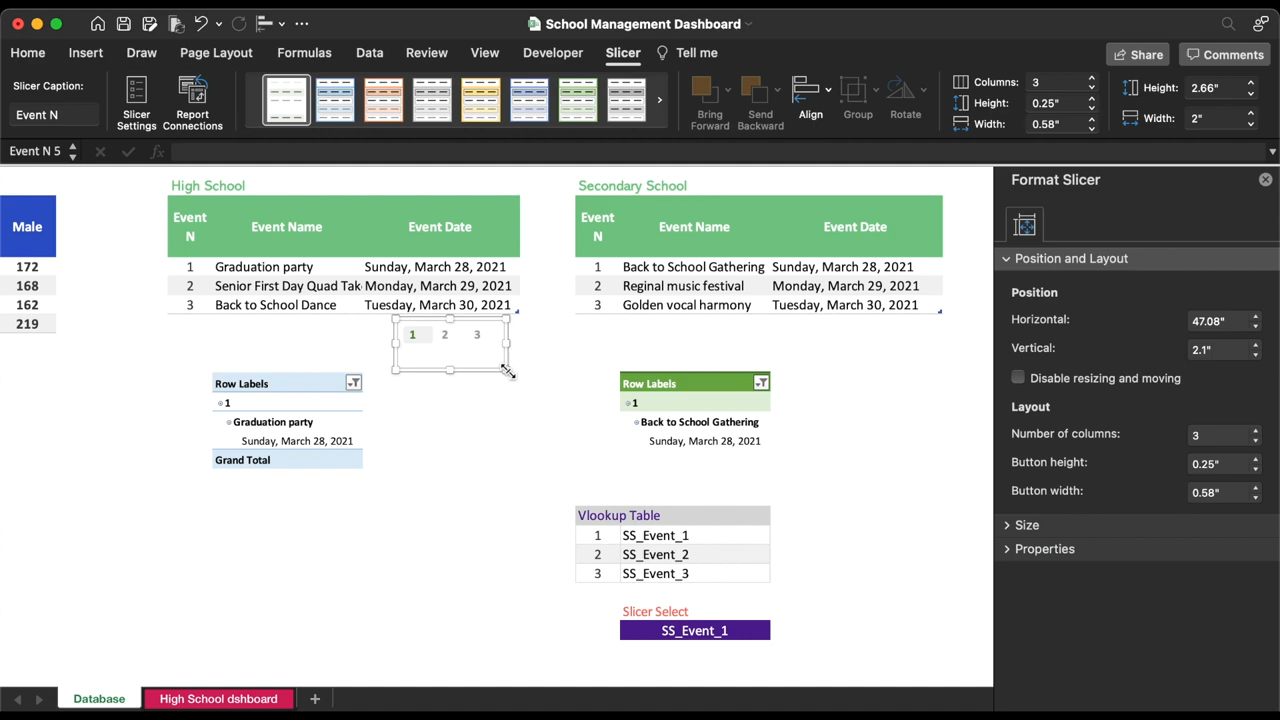 School Management Dashboard
Home Insert Draw Page Layout Formulas Data Review View Developer Slicer Tell me Share Comments
Slicer Caption:
Event N
Slicer Settings
Report Connections
Bring Forward
Send Backward
Align
Group
Rotate
Columns: 3
Height: 0.25"
Width: 0.58"
Height: 2.66"
Width: 2"
Event N 5
fx
Male
172
168
162
219
High School
Event N Event Name Event Date
1 Graduation party Sunday, March 28, 2021
2 Senior First Day Quad Tak Monday, March 29, 2021
3 Back to School Dance Tuesday, March 30, 2021
1 2 3
Row Labels
1
Graduation party
Sunday, March 28, 2021
Grand Total
Secondary School
Event N Event Name Event Date
1 Back to School Gathering Sunday, March 28, 2021
2 Reginal music festival Monday, March 29, 2021
3 Golden vocal harmony Tuesday, March 30, 2021
Row Labels
1
Back to School Gathering
Sunday, March 28, 2021
Vlookup Table
1 SS_Event_1
2 SS_Event_2
3 SS_Event_3
Slicer Select
SS_Event_1
Format Slicer
Position and Layout
Position
Horizontal: 47.08"
Vertical: 2.1"
Disable resizing and moving
Layout
Number of columns: 3
Button height: 0.25"
Button width: 0.58"
Size
Properties
Database High School dshboard +